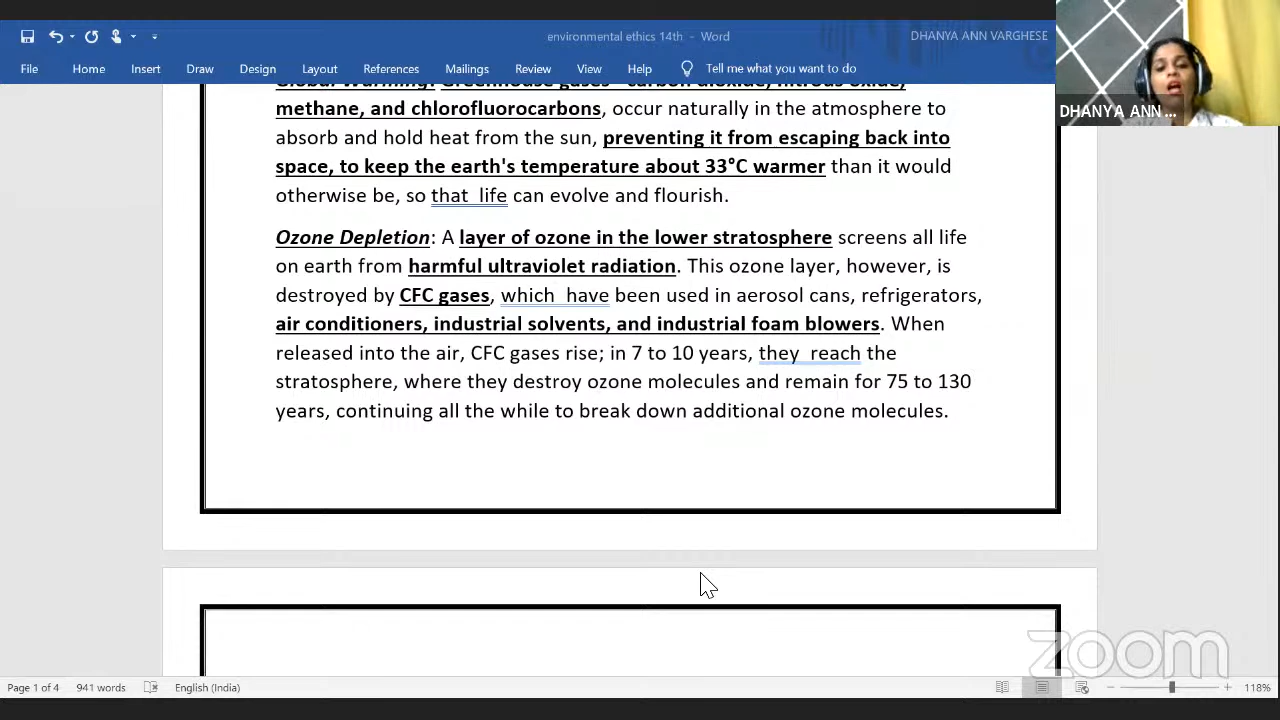 environmental ethics 14th - Word
DHANYA ANN VARGHESE
File Home Insert Draw Design Layout References Mailings Review View Help Tell me what you want to do
DHANYA ANN ...
Global Warming: Greenhouse gases—carbon dioxide, nitrous oxide,
methane, and chlorofluorocarbons, occur naturally in the atmosphere to
absorb and hold heat from the sun, preventing it from escaping back into
space, to keep the earth's temperature about 33°C warmer than it would
otherwise be, so that life can evolve and flourish.
Ozone Depletion: A layer of ozone in the lower stratosphere screens all life
on earth from harmful ultraviolet radiation. This ozone layer, however, is
destroyed by CFC gases, which have been used in aerosol cans, refrigerators,
air conditioners, industrial solvents, and industrial foam blowers. When
released into the air, CFC gases rise; in 7 to 10 years, they reach the
stratosphere, where they destroy ozone molecules and remain for 75 to 130
years, continuing all the while to break down additional ozone molecules.
zoom
Page 1 of 4 941 words English (India) 118%